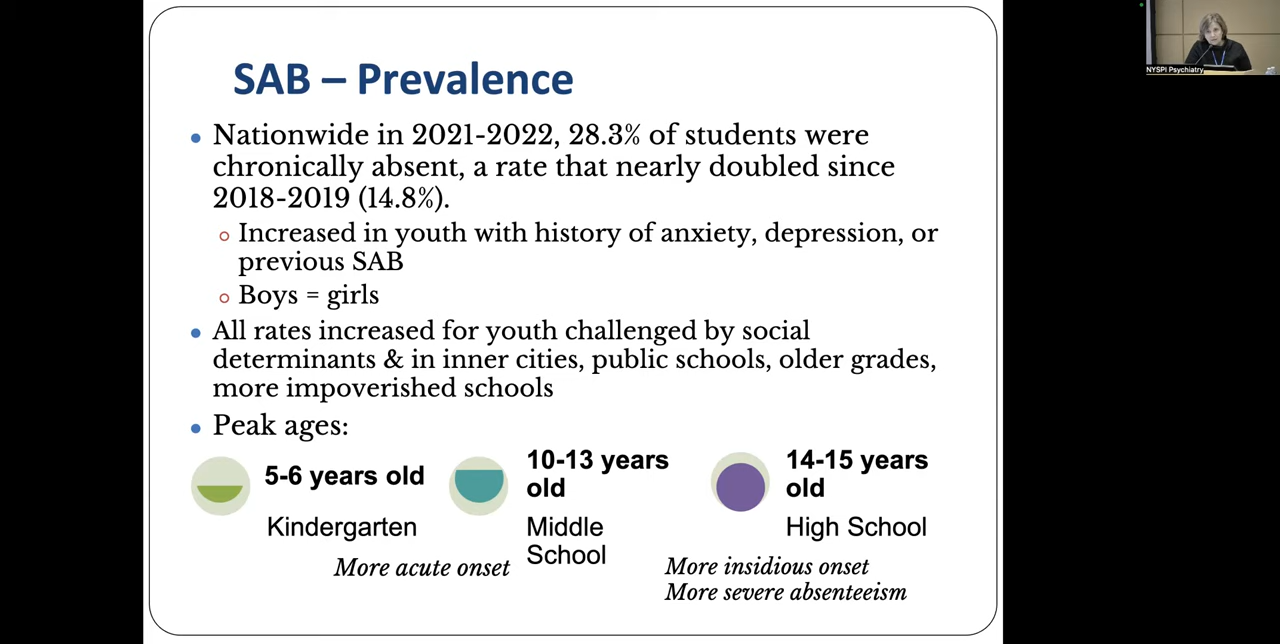 SAB – Prevalence
• Nationwide in 2021-2022, 28.3% of students were
chronically absent, a rate that nearly doubled since
2018-2019 (14.8%).
○ Increased in youth with history of anxiety, depression, or
previous SAB
○ Boys = girls
• All rates increased for youth challenged by social
determinants & in inner cities, public schools, older grades,
more impoverished schools
• Peak ages:
5-6 years old
Kindergarten
More acute onset
10-13 years
old
Middle
School
14-15 years
old
High School
More insidious onset
More severe absenteeism
NYSPI Psychiatry